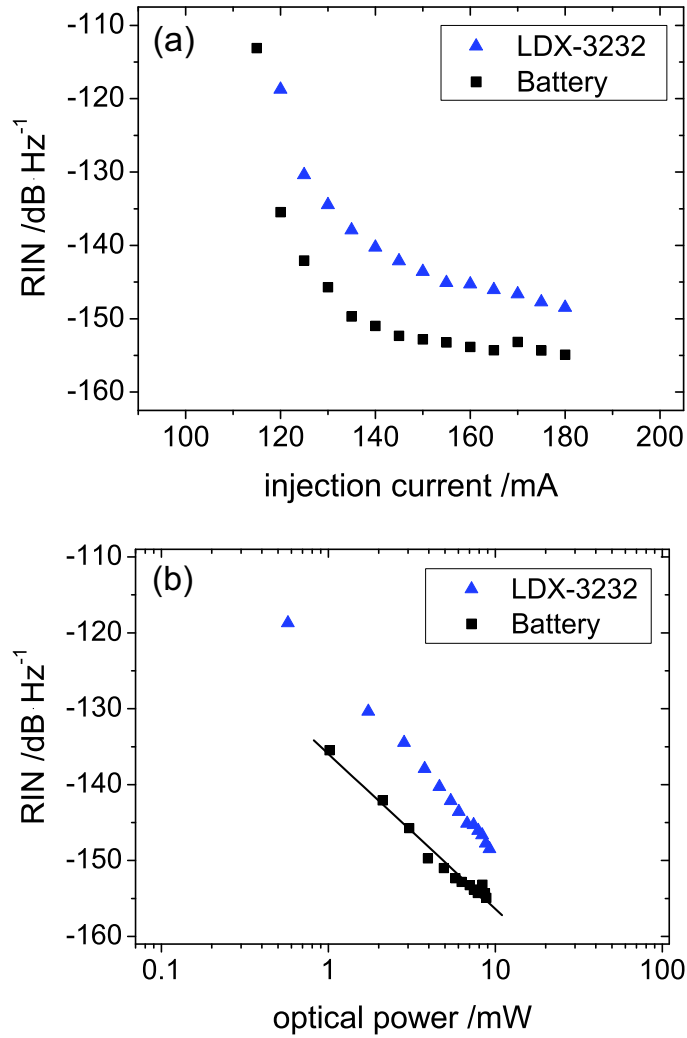 (a)
LDX-3232
Battery
-110
-120
-130
-140
-150
-160
RIN /dB·Hz⁻¹
100 120 140 160 180 200
injection current /mA
(b)
LDX-3232
Battery
-110
-120
-130
-140
-150
-160
RIN /dB·Hz⁻¹
0.1 1 10 100
optical power /mW